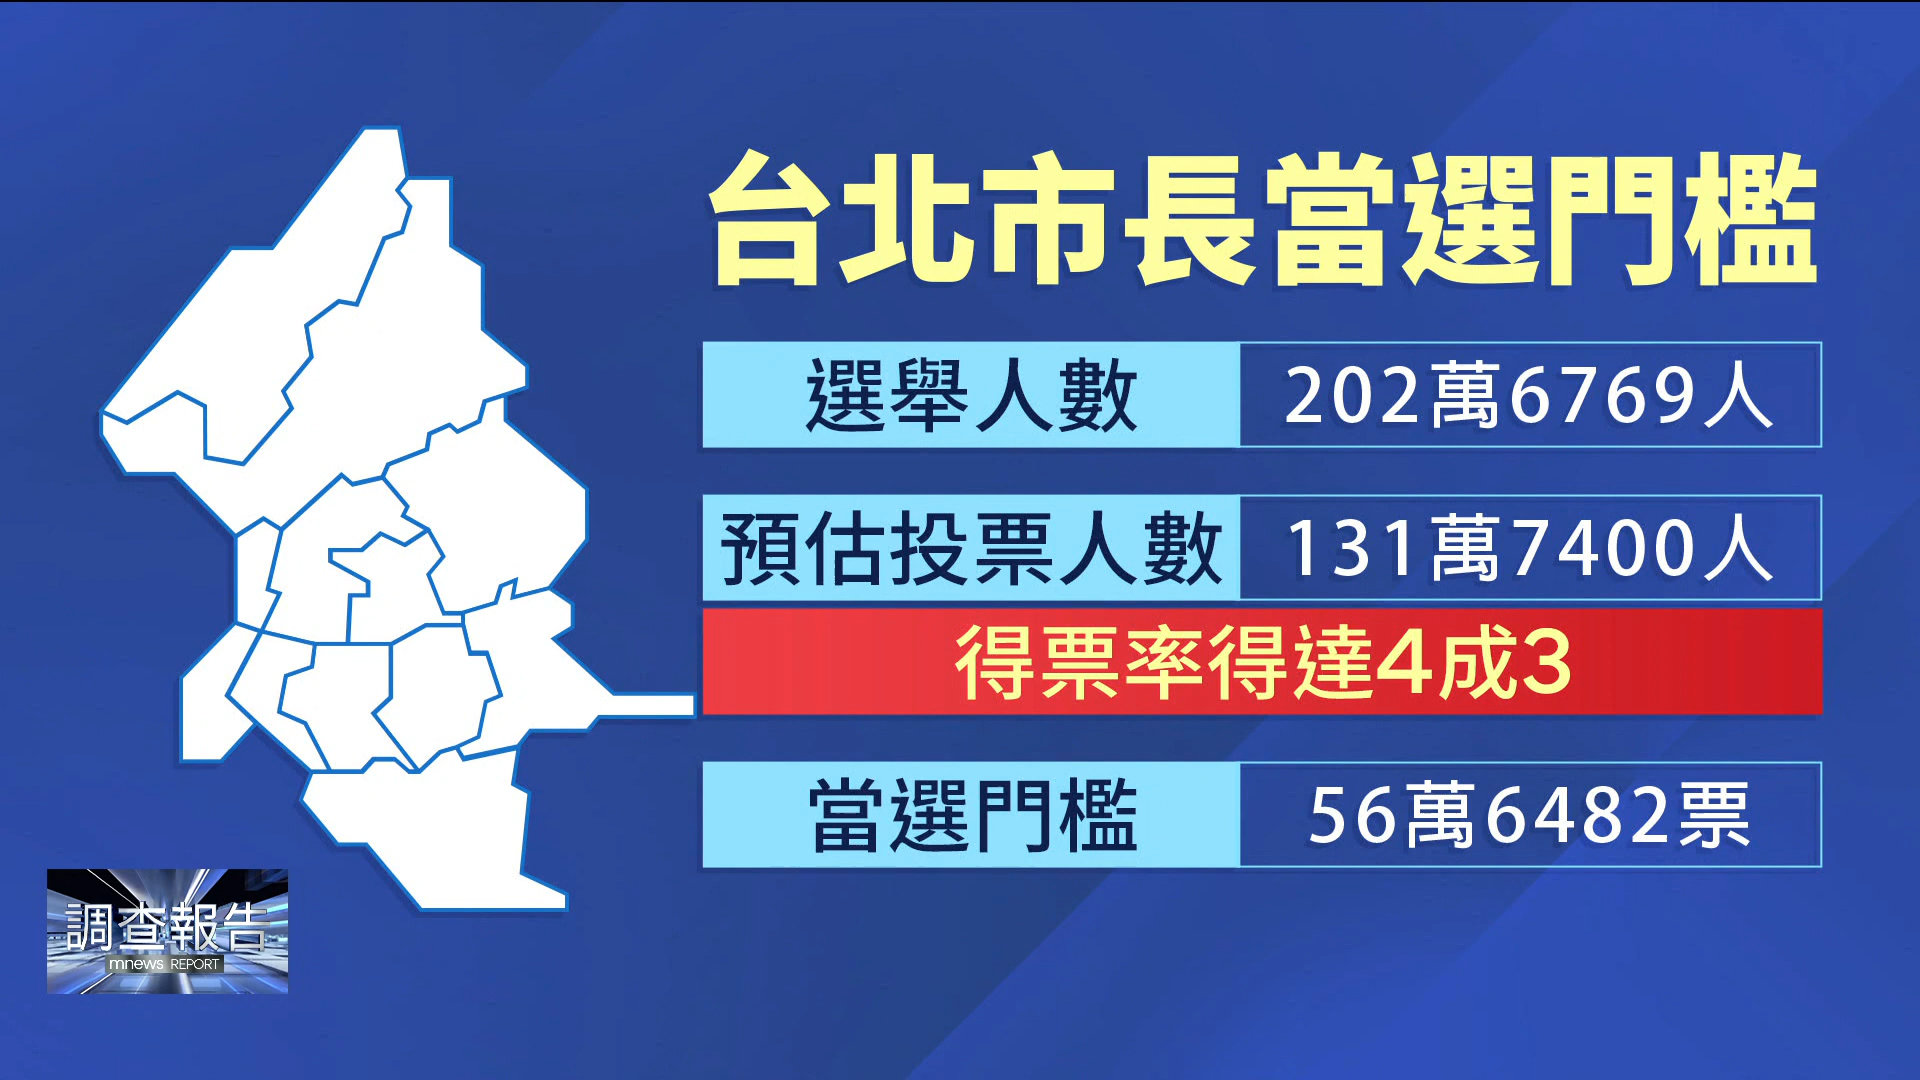 台北市長當選門檻
選舉人數 202萬6769人
預估投票人數 131萬7400人
得票率得達4成3
當選門檻 56萬6482票
調查報告
mnews REPORT